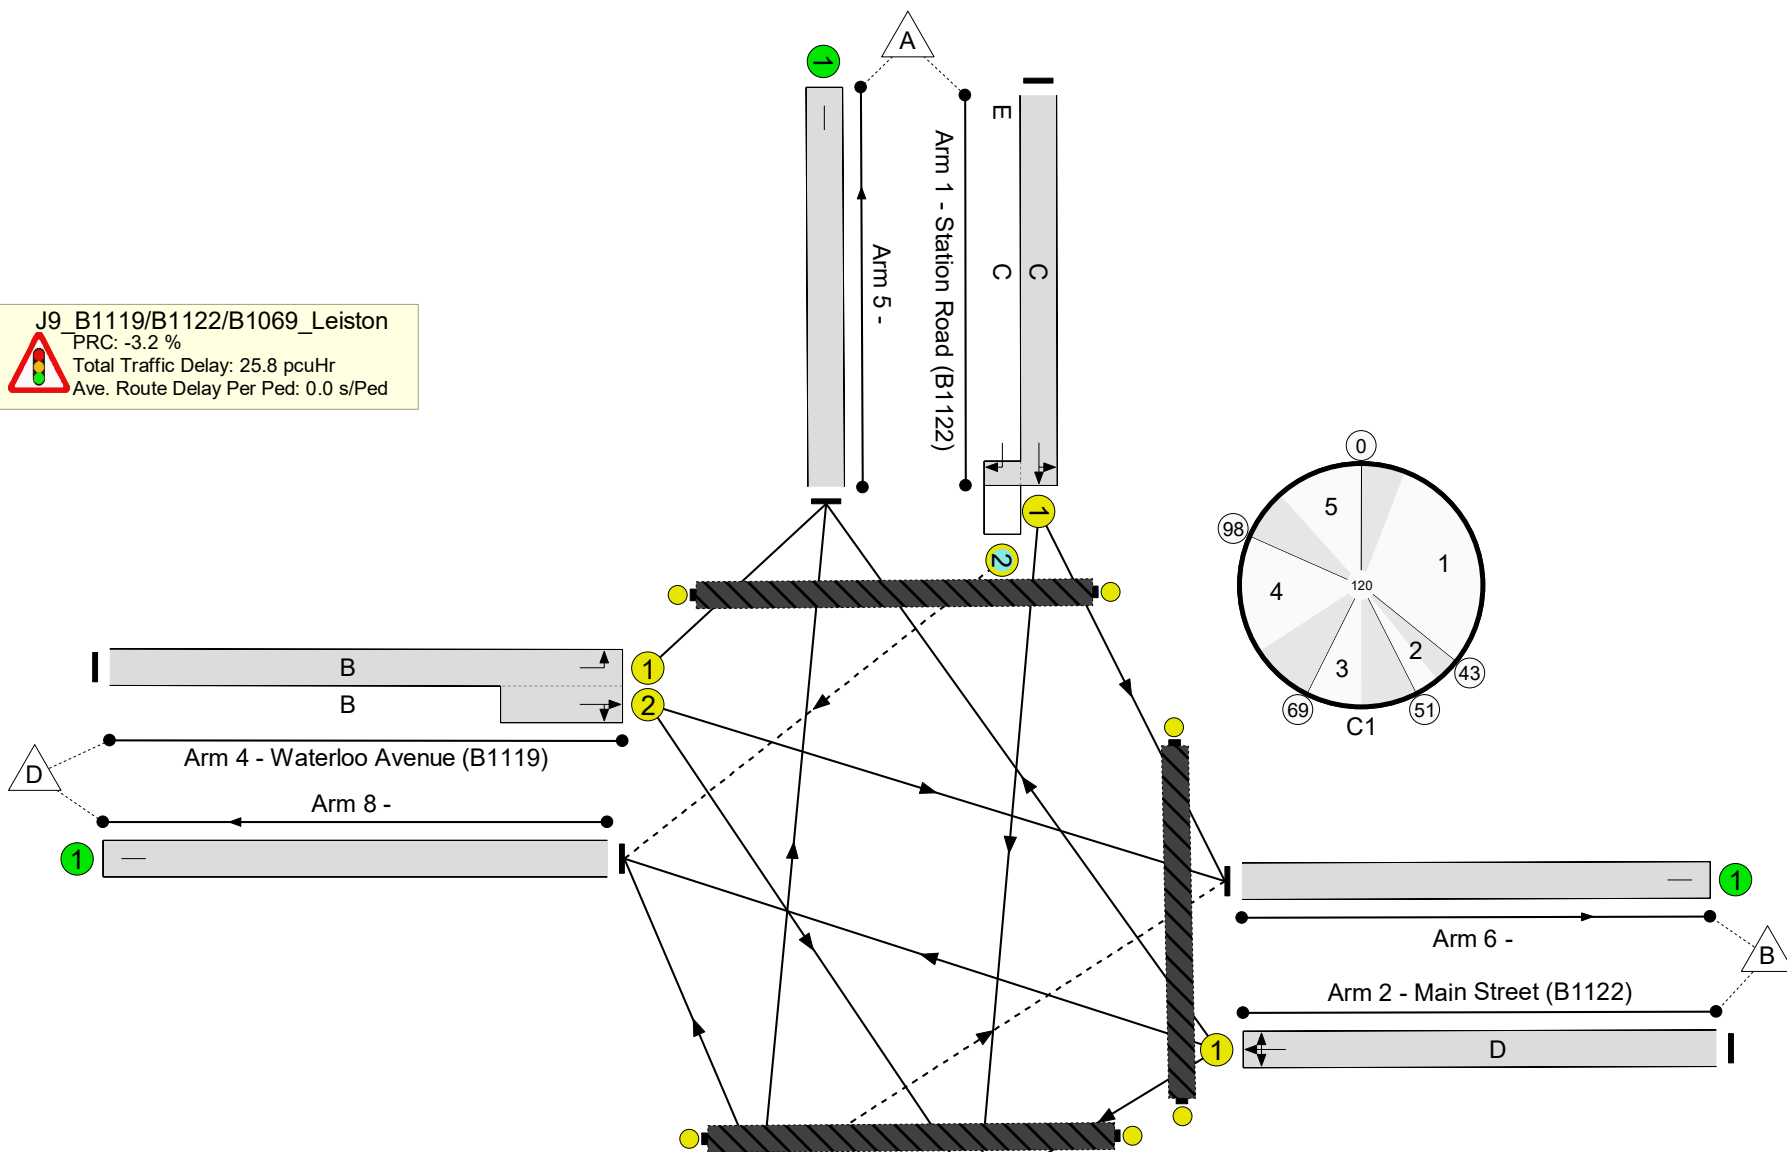 A
1
E
Arm 1 - Station Road (B1122)
Arm 5 -
C
C
J9_B1119/B1122/B1069_Leiston
PRC: -3.2 %
Total Traffic Delay: 25.8 pcuHr
Ave. Route Delay Per Ped: 0.0 s/Ped
1
2
0
5
1
98
4
120
2
3
43
69
51
C1
B
1
B
2
Arm 4 - Waterloo Avenue (B1119)
D
Arm 8 -
1
1
Arm 6 -
B
Arm 2 - Main Street (B1122)
1
D